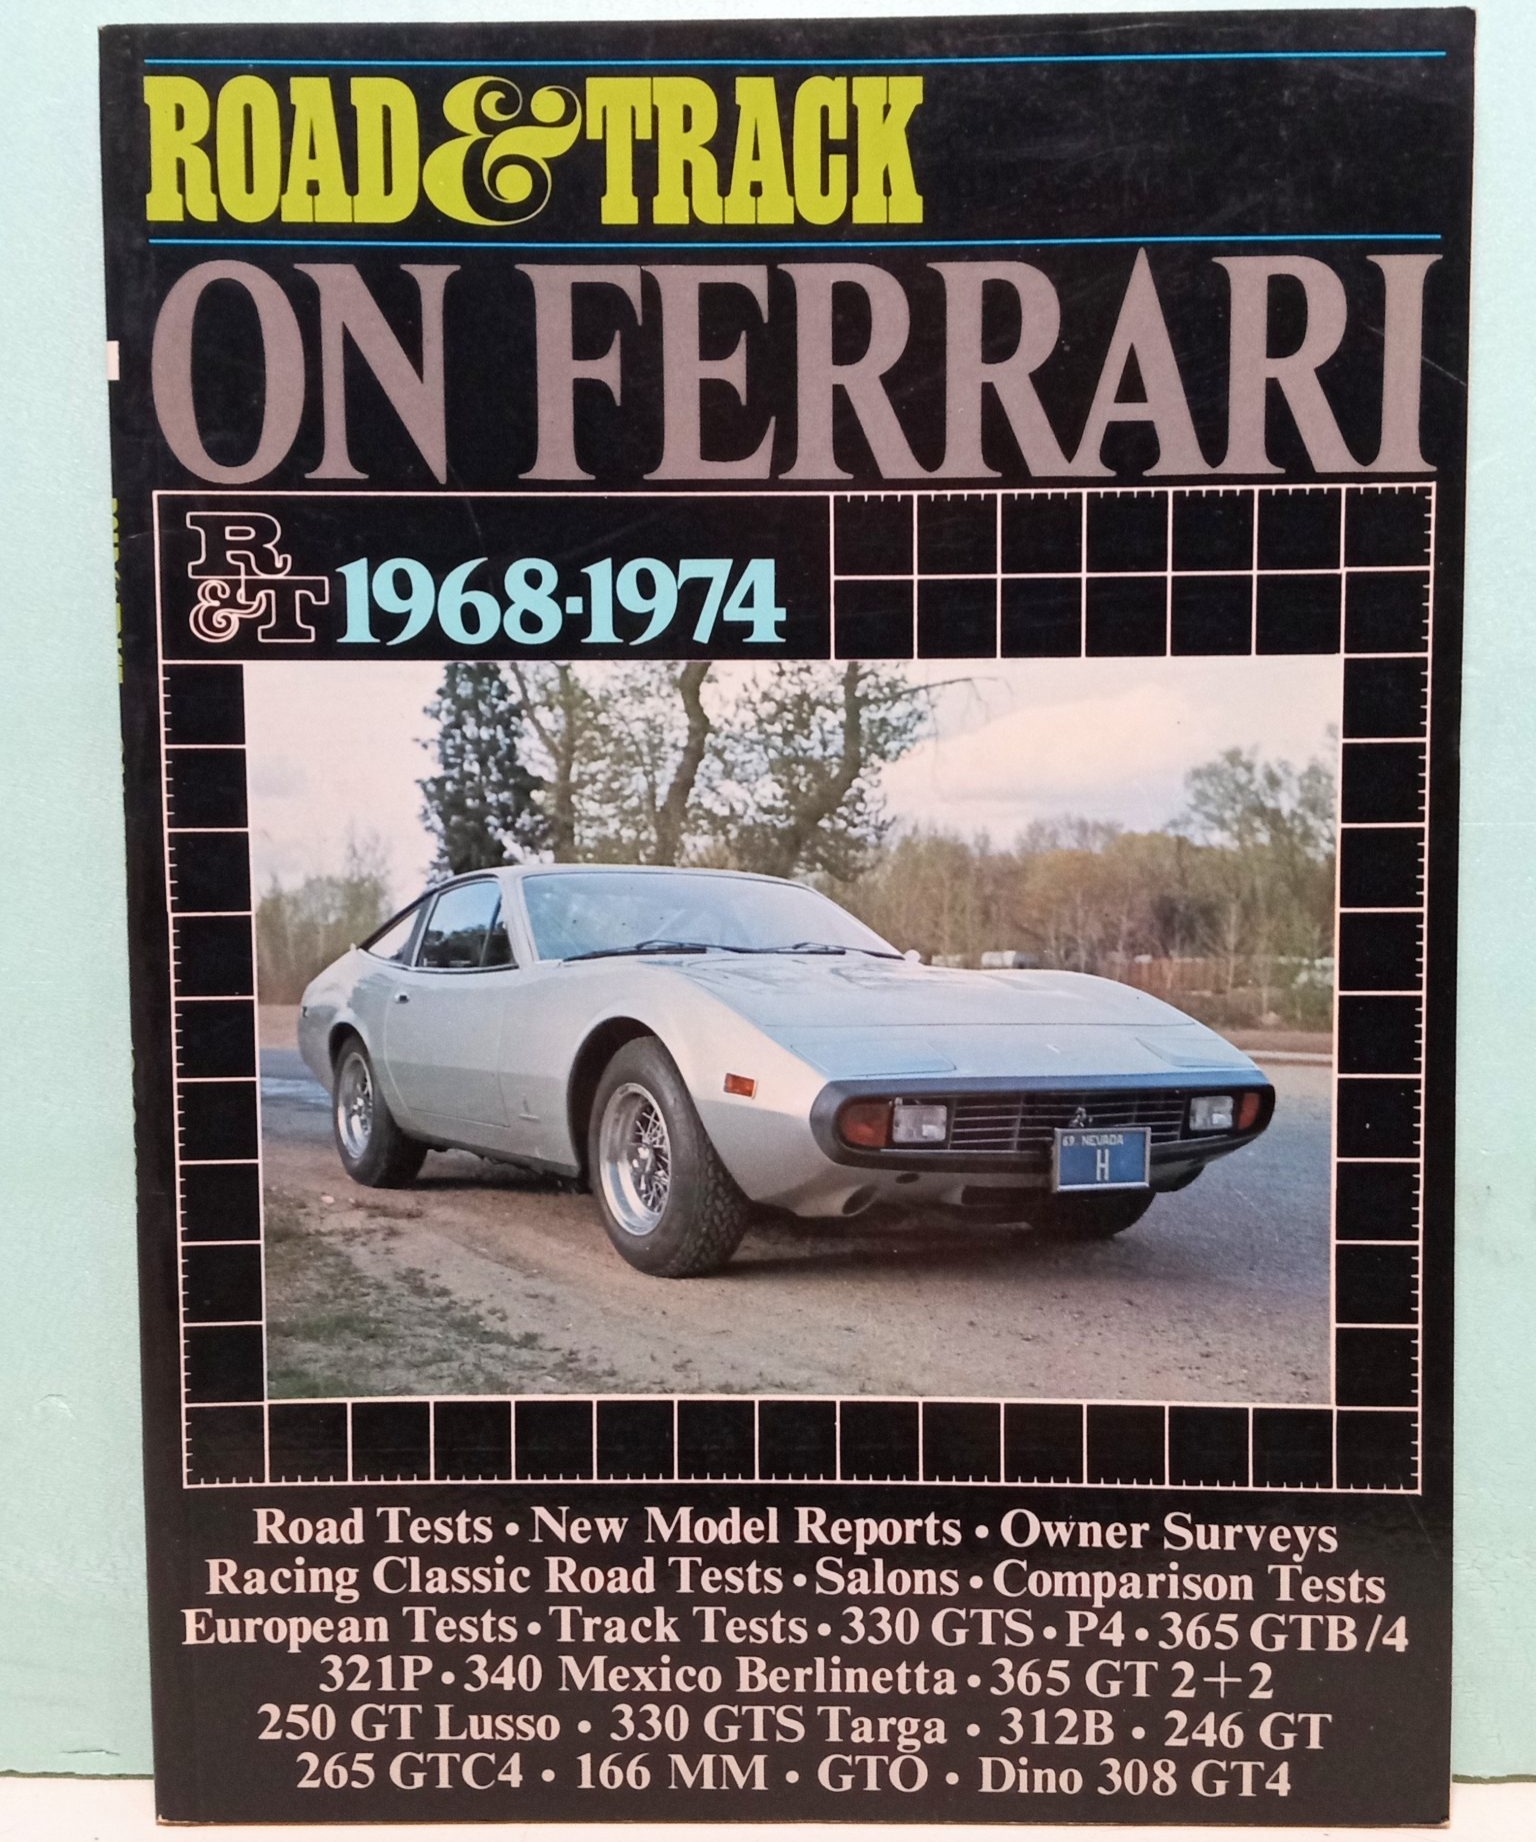 ROAD & TRACK
ON FERRARI
R&T 1968-1974
69 NEVADA
H
Road Tests • New Model Reports • Owner Surveys
Racing Classic Road Tests • Salons • Comparison Tests
European Tests • Track Tests • 330 GTS • P4 • 365 GTB/4
321P • 340 Mexico Berlinetta • 365 GT 2+2
250 GT Lusso • 330 GTS Targa • 312B • 246 GT
265 GTC4 • 166 MM • GTO • Dino 308 GT4